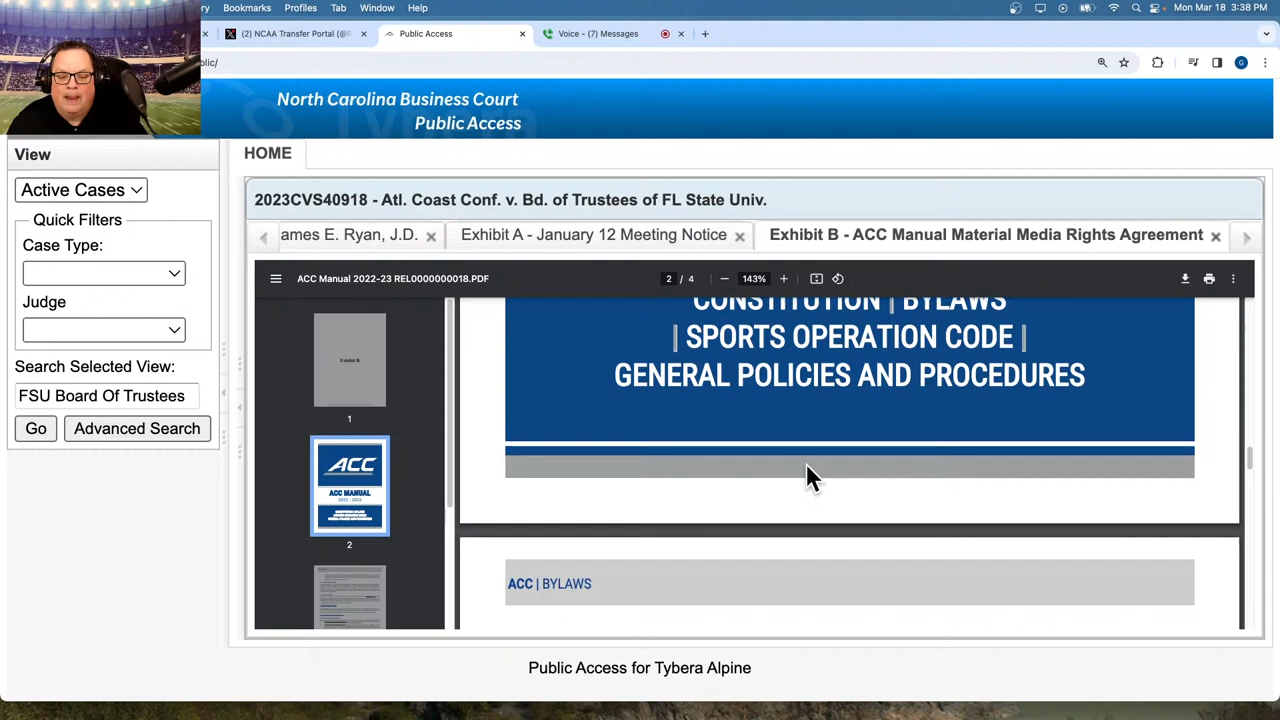 ry Bookmarks Profiles Tab Window Help Mon Mar 18 3:38 PM
(2) NCAA Transfer Portal (@R Public Access Voice - (7) Messages
olic/
North Carolina Business Court
Public Access
View
HOME
Active Cases
2023CVS40918 - Atl. Coast Conf. v. Bd. of Trustees of FL State Univ.
Quick Filters
ames E. Ryan, J.D. Exhibit A - January 12 Meeting Notice Exhibit B - ACC Manual Material Media Rights Agreement
Case Type:
ACC Manual 2022-23 REL0000000018.PDF 2 / 4 143%
Judge
CONSTITUTION | BYLAWS
| SPORTS OPERATION CODE |
GENERAL POLICIES AND PROCEDURES
Exhibit B
1
Search Selected View:
FSU Board Of Trustees
Go Advanced Search
ACC
ACC MANUAL
2022 - 2023
2
ACC | BYLAWS
Public Access for Tybera Alpine